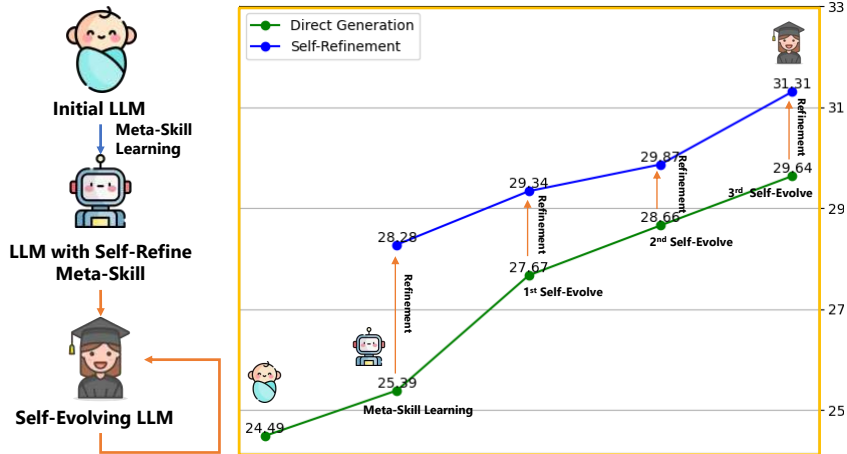 Initial LLM
Meta-Skill
Learning
LLM with Self-Refine
Meta-Skill
Self-Evolving LLM
Direct Generation
Self-Refinement
33
31
29
27
25
24.49
25.39
Meta-Skill Learning
28.28
Refinement
27.67
1st Self-Evolve
29.34
Refinement
28.66
2nd Self-Evolve
29.87
Refinement
29.64
3rd Self-Evolve
31.31
Refinement